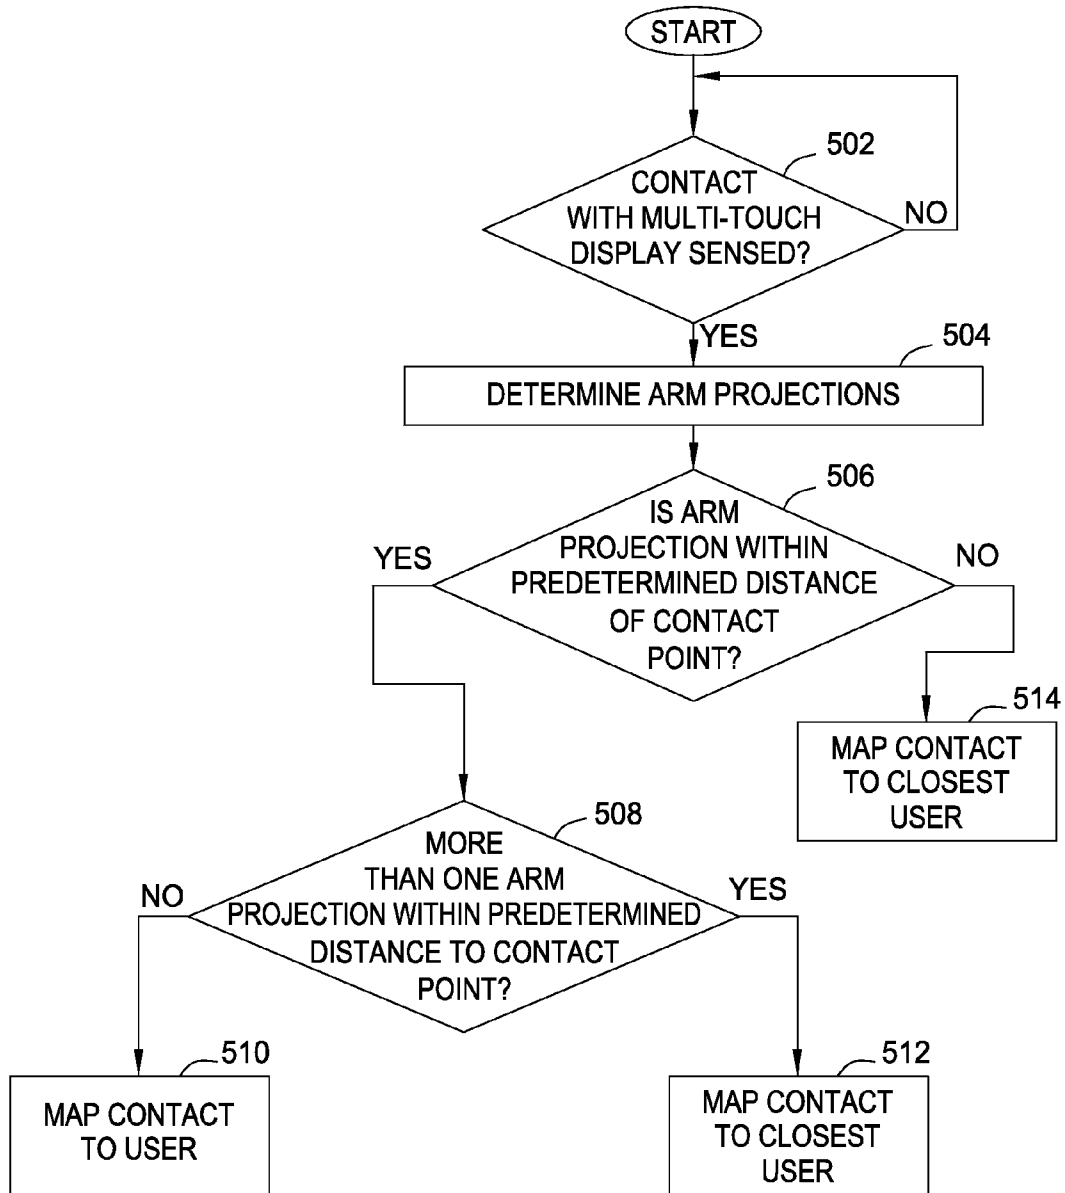 START
502
CONTACT
WITH MULTI-TOUCH
DISPLAY SENSED?
NO
YES
504
DETERMINE ARM PROJECTIONS
506
IS ARM
PROJECTION WITHIN
PREDETERMINED DISTANCE
OF CONTACT
POINT?
YES
NO
514
MAP CONTACT
TO CLOSEST
USER
508
MORE
THAN ONE ARM
PROJECTION WITHIN PREDETERMINED
DISTANCE TO CONTACT
POINT?
NO
YES
510
MAP CONTACT
TO USER
512
MAP CONTACT
TO CLOSEST
USER